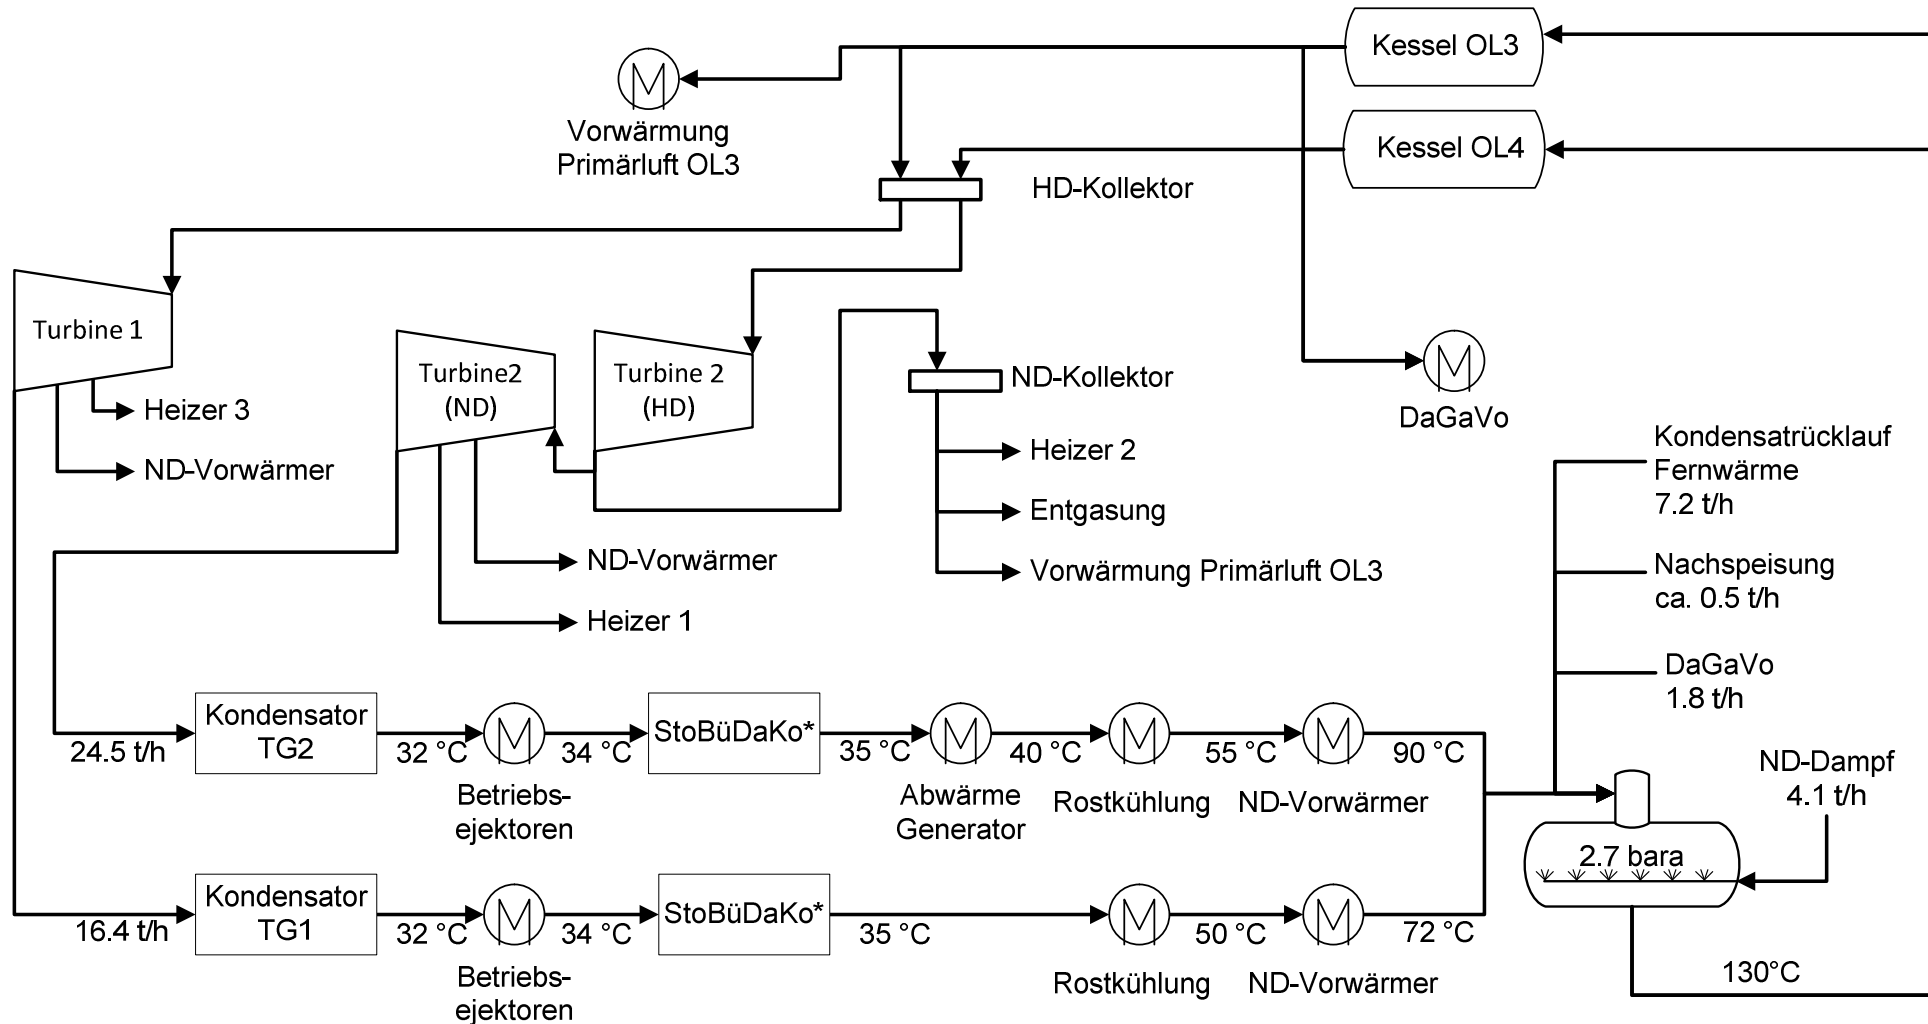 Kessel OL3
Vorwärmung
Primärluft OL3
Kessel OL4
HD-Kollektor
Turbine 1
Turbine2
(ND)
Turbine 2
(HD)
ND-Kollektor
DaGaVo
Heizer 3
ND-Vorwärmer
Heizer 2
Entgasung
Vorwärmung Primärluft OL3
ND-Vorwärmer
Heizer 1
Kondensatrücklauf
Fernwärme
7.2 t/h
Nachspeisung
ca. 0.5 t/h
DaGaVo
1.8 t/h
ND-Dampf
4.1 t/h
24.5 t/h
Kondensator
TG2
32 °C
Betriebs-
ejektoren
34 °C
StoBüDaKo*
35 °C
Abwärme
Generator
40 °C
Rostkühlung
55 °C
ND-Vorwärmer
90 °C
2.7 bara
16.4 t/h
Kondensator
TG1
32 °C
Betriebs-
ejektoren
34 °C
StoBüDaKo*
35 °C
Rostkühlung
50 °C
ND-Vorwärmer
72 °C
130°C